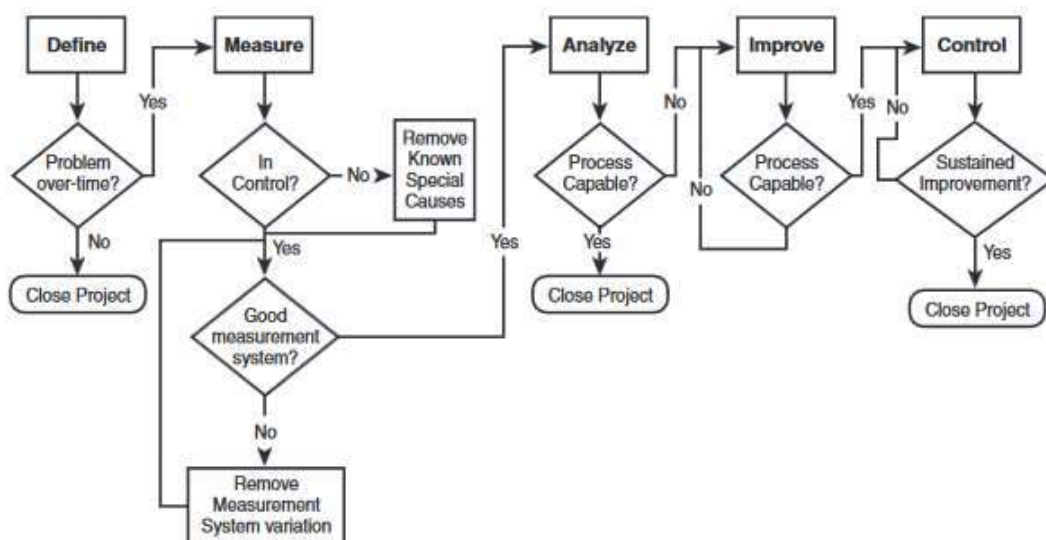 Define
Yes
Problem
over-time?
No
Close Project
Measure
In
Control?
No
Remove
Known
Special
Causes
Yes
Good
measurement
system?
No
Remove
Measurement
System variation
Yes
Analyze
Process
Capable?
No
Yes
Close Project
Improve
Process
Capable?
No
Yes
Control
No
Sustained
Improvement?
Yes
Close Project